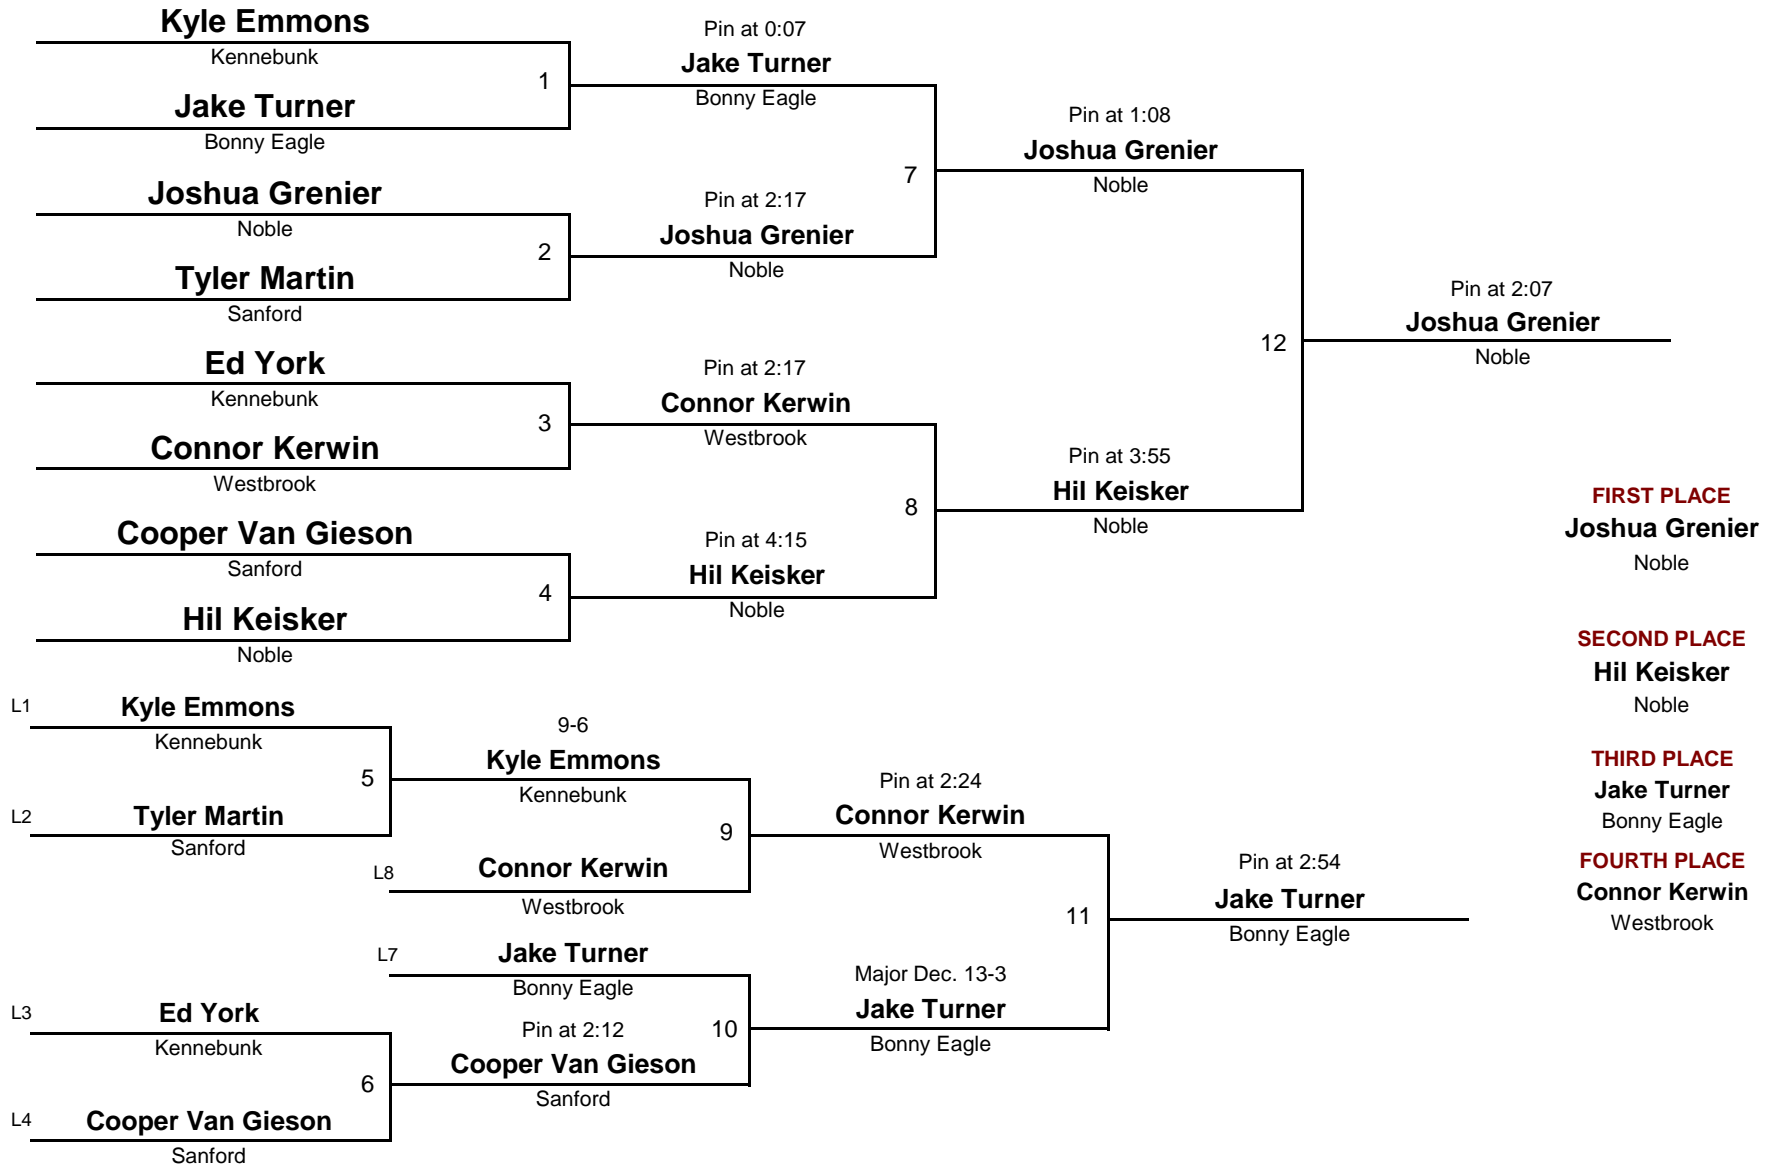 Kyle Emmons
Kennebunk
1
Jake Turner
Bonny Eagle
Joshua Grenier
Noble
2
Tyler Martin
Sanford
Ed York
Kennebunk
3
Connor Kerwin
Westbrook
Cooper Van Gieson
Sanford
4
Hil Keisker
Noble
Pin at 0:07
Jake Turner
Bonny Eagle
7
Pin at 2:17
Joshua Grenier
Noble
Pin at 2:17
Connor Kerwin
Westbrook
8
Pin at 4:15
Hil Keisker
Noble
Pin at 1:08
Joshua Grenier
Noble
12
Pin at 3:55
Hil Keisker
Noble
Pin at 2:07
Joshua Grenier
Noble
L1
Kyle Emmons
Kennebunk
5
L2
Tyler Martin
Sanford
9-6
Kyle Emmons
Kennebunk
9
L8
Connor Kerwin
Westbrook
L7
Jake Turner
Bonny Eagle
10
L3
Ed York
Kennebunk
6
L4
Cooper Van Gieson
Sanford
Pin at 2:12
Cooper Van Gieson
Sanford
Pin at 2:24
Connor Kerwin
Westbrook
11
Major Dec. 13-3
Jake Turner
Bonny Eagle
Pin at 2:54
Jake Turner
Bonny Eagle
FIRST PLACE
Joshua Grenier
Noble
SECOND PLACE
Hil Keisker
Noble
THIRD PLACE
Jake Turner
Bonny Eagle
FOURTH PLACE
Connor Kerwin
Westbrook